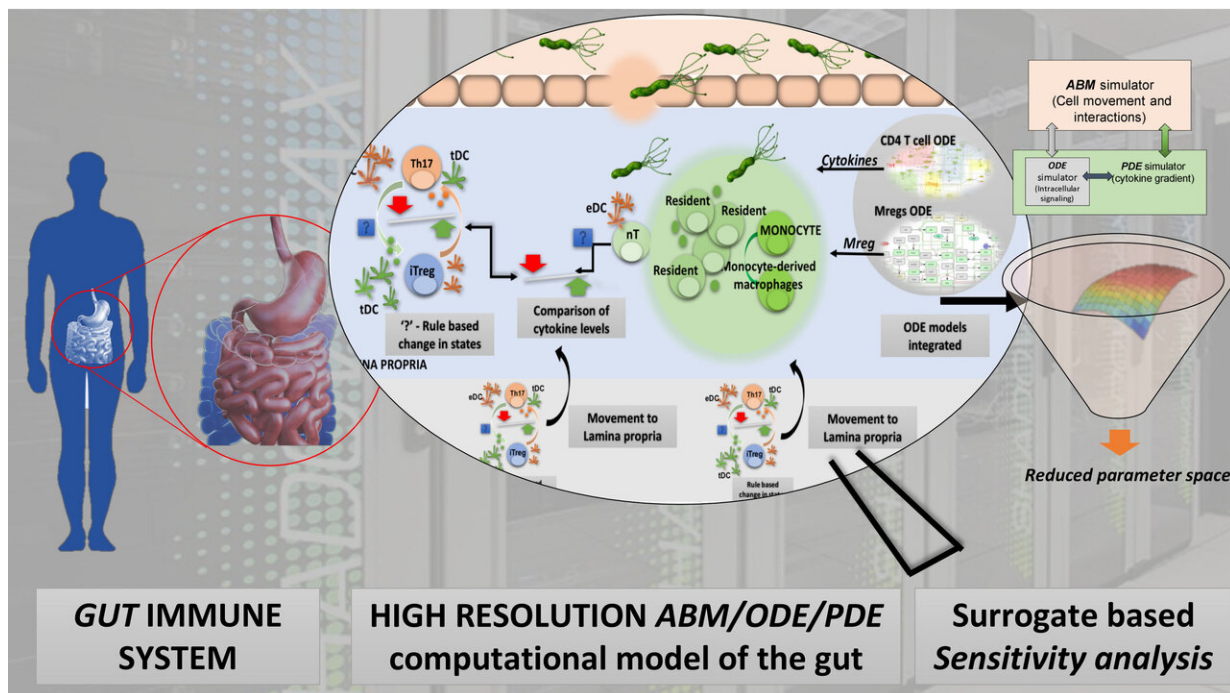 ABM simulator
(Cell movement and
interactions)
ODE
simulator
(Intracellular
signaling)
PDE simulator
(cytokine gradient)
CD4 T cell ODE
Cytokines
Mregs ODE
Mreg
ODE models
integrated
tDC
Th17
tDC
?
iTreg
tDC
'?' - Rule based
change in states
eDC
nT
?
Comparison of
cytokine levels
Resident
Resident
Resident
MONOCYTE
Monocyte-derived
macrophages
NA PROPRIA
eDC
Th17
tDC
?
iTreg
tDC
Movement to
Lamina propria
eDC
Th17
tDC
?
iTreg
tDC
Rule based
change in states
Movement to
Lamina propria
Reduced parameter space
GUT IMMUNE
SYSTEM
HIGH RESOLUTION ABM/ODE/PDE
computational model of the gut
Surrogate based
Sensitivity analysis